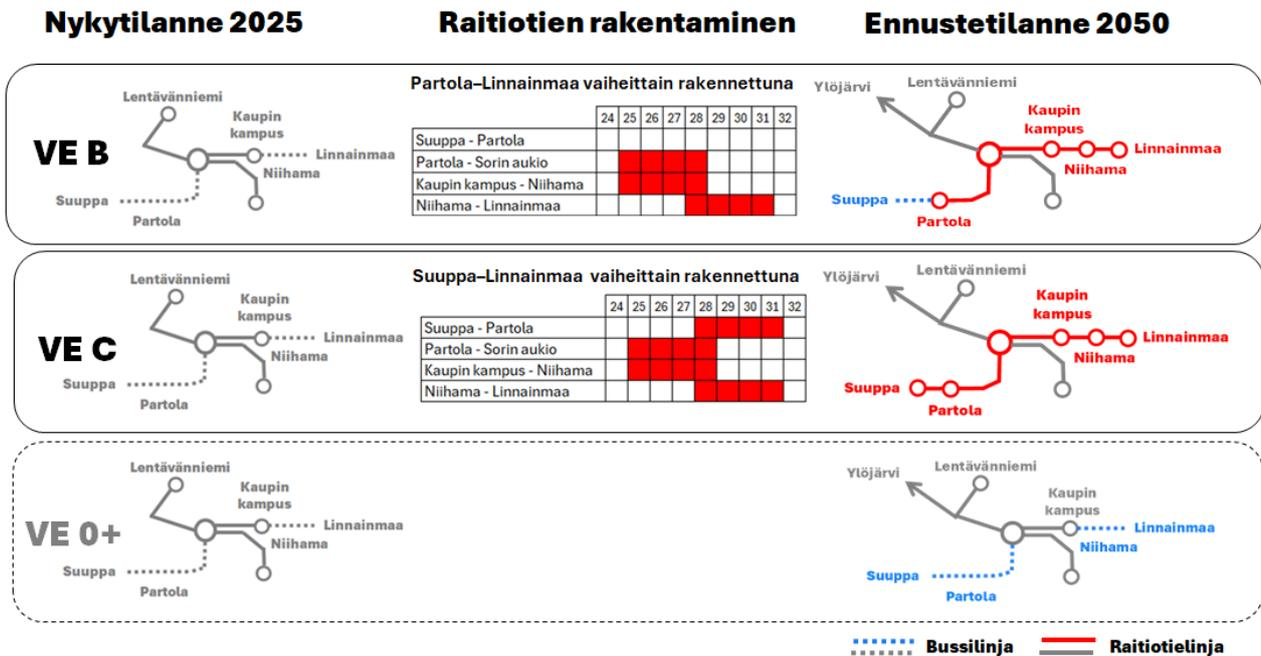 Nykytilanne 2025
Raitiotien rakentaminen
Ennustetilanne 2050
VE B
Lentävänniemi
Kaupin
kampus
Linnainmaa
Niihama
Suuppa
Partola
Partola–Linnainmaa vaiheittain rakennettuna
24 25 26 27 28 29 30 31 32
Suuppa - Partola
Partola - Sorin aukio
Kaupin kampus - Niihama
Niihama - Linnainmaa
Ylöjärvi
Lentävänniemi
Kaupin
kampus
Linnainmaa
Niihama
Suuppa
Partola
VE C
Lentävänniemi
Kaupin
kampus
Linnainmaa
Niihama
Suuppa
Partola
Suuppa–Linnainmaa vaiheittain rakennettuna
24 25 26 27 28 29 30 31 32
Suuppa - Partola
Partola - Sorin aukio
Kaupin kampus - Niihama
Niihama - Linnainmaa
Ylöjärvi
Lentävänniemi
Kaupin
kampus
Linnainmaa
Niihama
Suuppa
Partola
VE 0+
Lentävänniemi
Kaupin
kampus
Linnainmaa
Niihama
Suuppa
Partola
Ylöjärvi
Lentävänniemi
Kaupin
kampus
Linnainmaa
Niihama
Suuppa
Partola
Bussilinja
Raitiotielinja